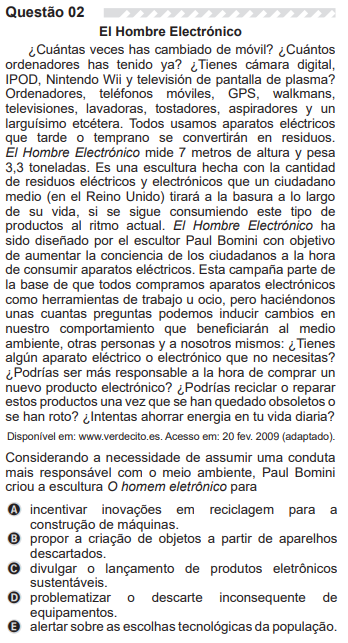 Questão 02
El Hombre Electrónico
¿Cuántas veces has cambiado de móvil? ¿Cuántos
ordenadores has tenido ya? ¿Tienes cámara digital,
IPOD, Nintendo Wii y televisión de pantalla de plasma?
Ordenadores, teléfonos móviles, GPS, walkmans,
televisiones, lavadoras, tostadores, aspiradores y un
larguísimo etcétera. Todos usamos aparatos eléctricos
que tarde o temprano se convertirán en residuos.
El Hombre Electrónico mide 7 metros de altura y pesa
3,3 toneladas. Es una escultura hecha con la cantidad
de residuos eléctricos y electrónicos que un ciudadano
medio (en el Reino Unido) tirará a la basura a lo largo
de su vida, si se sigue consumiendo este tipo de
productos al ritmo actual. El Hombre Electrónico ha
sido diseñado por el escultor Paul Bomini con objetivo
de aumentar la conciencia de los ciudadanos a la hora
de consumir aparatos eléctricos. Esta campaña parte de
la base de que todos compramos aparatos electrónicos
como herramientas de trabajo u ocio, pero haciéndonos
unas cuantas preguntas podemos inducir cambios en
nuestro comportamiento que beneficiarán al medio
ambiente, otras personas y a nosotros mismos: ¿Tienes
algún aparato eléctrico o electrónico que no necesitas?
¿Podrías ser más responsable a la hora de comprar un
nuevo producto electrónico? ¿Podrías reciclar o reparar
estos productos una vez que se han quedado obsoletos o
se han roto? ¿Intentas ahorrar energía en tu vida diaria?
Disponível em: www.verdecito.es. Acesso em: 20 fev. 2009 (adaptado).
Considerando a necessidade de assumir uma conduta
mais responsável com o meio ambiente, Paul Bomini
criou a escultura O homem eletrônico para
A incentivar inovações em reciclagem para a
construção de máquinas.
B propor a criação de objetos a partir de aparelhos
descartados.
C divulgar o lançamento de produtos eletrônicos
sustentáveis.
D problematizar o descarte inconsequente de
equipamentos.
E alertar sobre as escolhas tecnológicas da população.